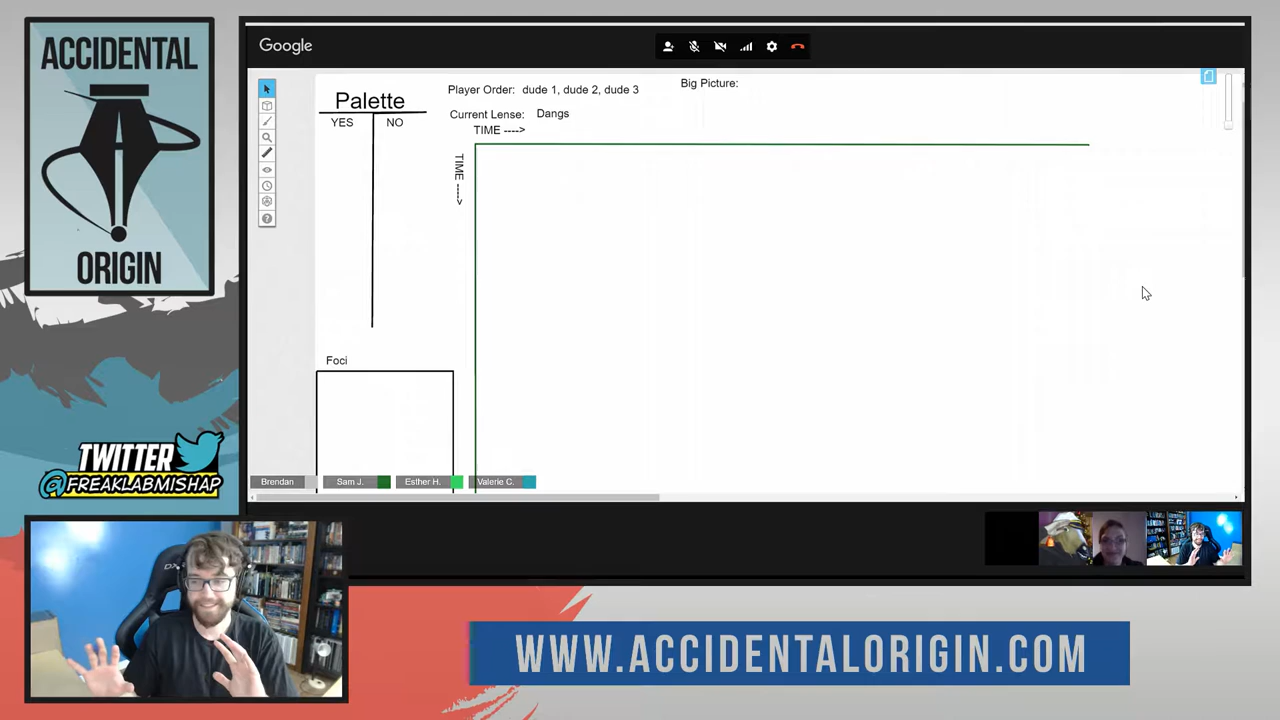 ACCIDENTAL
ORIGIN
Google
Palette
YES NO
Player Order: dude 1, dude 2, dude 3
Big Picture:
Current Lense: Dangs
TIME ---->
TIME ---->
Foci
Brendan
Sam J.
Esther H.
Valerie C.
TWITTER
@FREAKLABMISHAP
WWW.ACCIDENTALORIGIN.COM